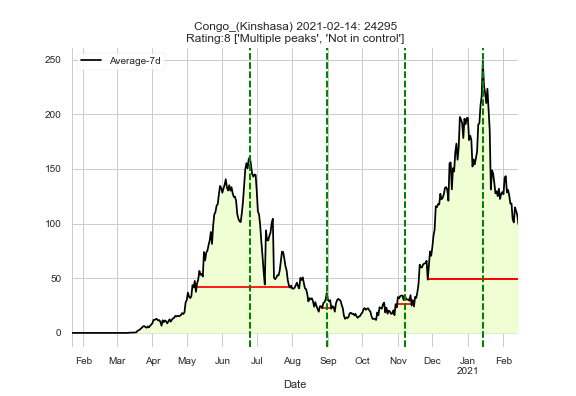 Congo_(Kinshasa) 2021-02-14: 24295
Rating:8 ['Multiple peaks', 'Not in control']
Average-7d
250
200
150
100
50
0
Feb Mar Apr May Jun Jul Aug Sep Oct Nov Dec Jan Feb
2021
Date